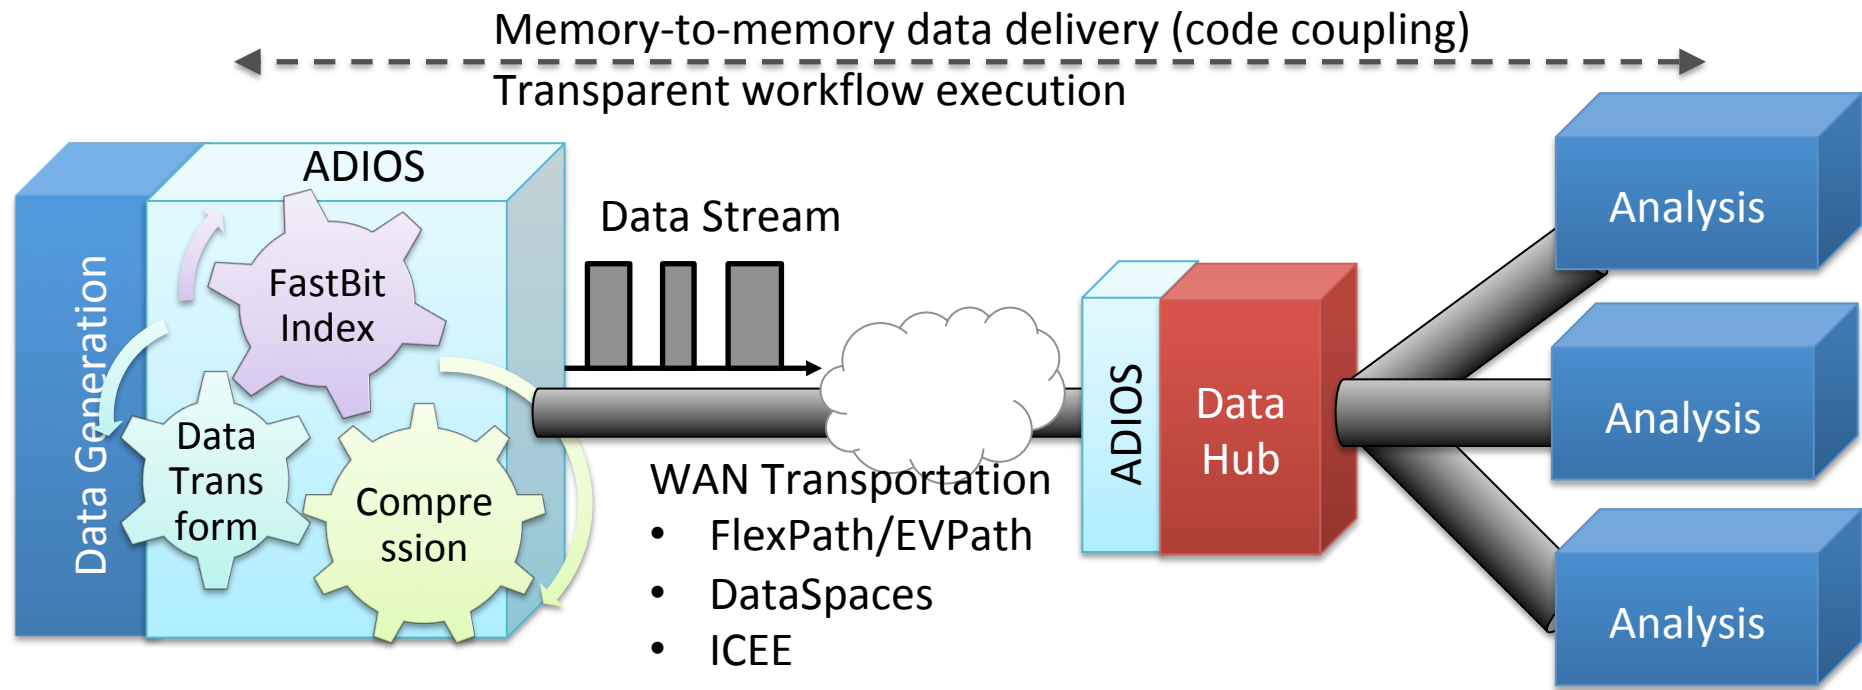 Memory-to-memory data delivery (code coupling)
Transparent workflow execution
ADIOS
Data Generation
FastBit
Index
Data
Trans
form
Compre
ssion
Data Stream
WAN Transportation
• FlexPath/EVPath
• DataSpaces
• ICEE
ADIOS
Data
Hub
Analysis
Analysis
Analysis